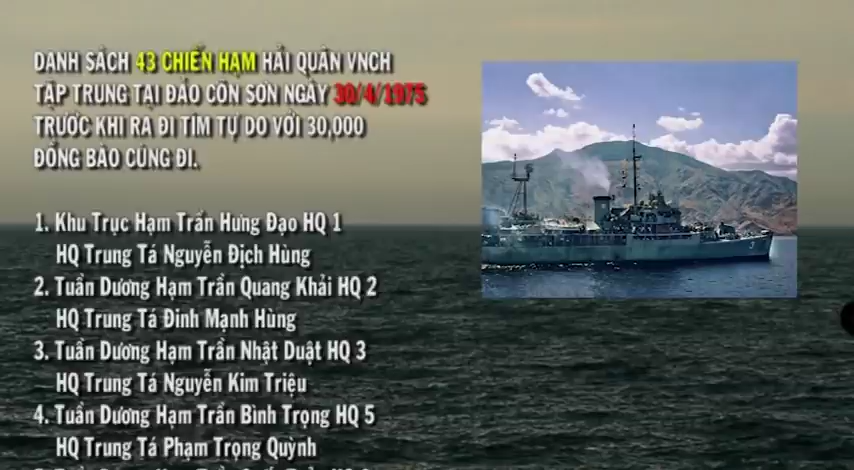 DANH SÁCH 43 CHIẾN HẠM HẢI QUÂN VNCH
TẬP TRUNG TẠI ĐẢO CÔN SƠN NGÀY 30/4/1975
TRƯỚC KHI RA ĐI TÌM TỰ DO VỚI 30,000
ĐỒNG BÀO CÙNG ĐI.
1. Khu Trục Hạm Trần Hưng Đạo HQ 1
HQ Trung Tá Nguyễn Địch Hùng
2. Tuần Dương Hạm Trần Quang Khải HQ 2
HQ Trung Tá Đinh Mạnh Hùng
3. Tuần Dương Hạm Trần Nhật Duật HQ 3
HQ Trung Tá Nguyễn Kim Triệu
4. Tuần Dương Hạm Trần Bình Trọng HQ 5
HQ Trung Tá Phạm Trọng Quỳnh
3